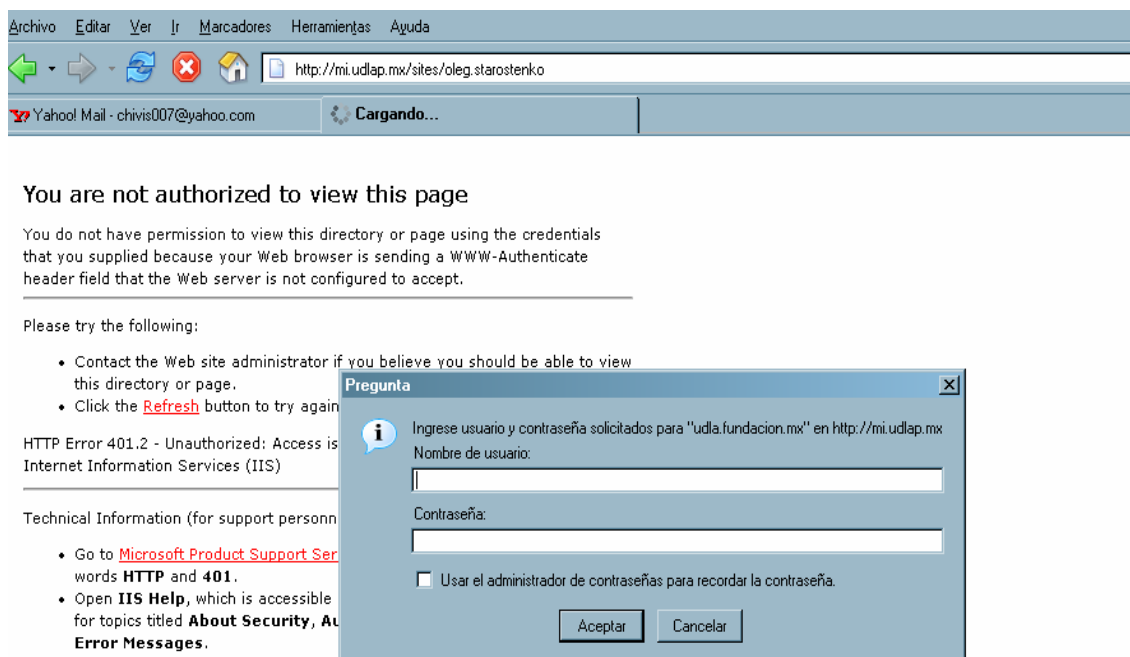 Archivo Editar Ver Ir Marcadores Herramientas Ayuda
http://mi.udlap.mx/sites/oleg.starostenko
Yahoo! Mail - chivis007@yahoo.com Cargando...
You are not authorized to view this page
You do not have permission to view this directory or page using the credentials
that you supplied because your Web browser is sending a WWW-Authenticate
header field that the Web server is not configured to accept.
Please try the following:
• Contact the Web site administrator if you believe you should be able to view
this directory or page.
• Click the Refresh button to try again
HTTP Error 401.2 - Unauthorized: Access is
Internet Information Services (IIS)
Technical Information (for support personn
• Go to Microsoft Product Support Ser
words HTTP and 401.
• Open IIS Help, which is accessible
for topics titled About Security, Au
Error Messages.
Pregunta
Ingrese usuario y contraseña solicitados para "udla.fundacion.mx" en http://mi.udlap.mx
Nombre de usuario:
Contraseña:
Usar el administrador de contraseñas para recordar la contraseña.
Aceptar Cancelar